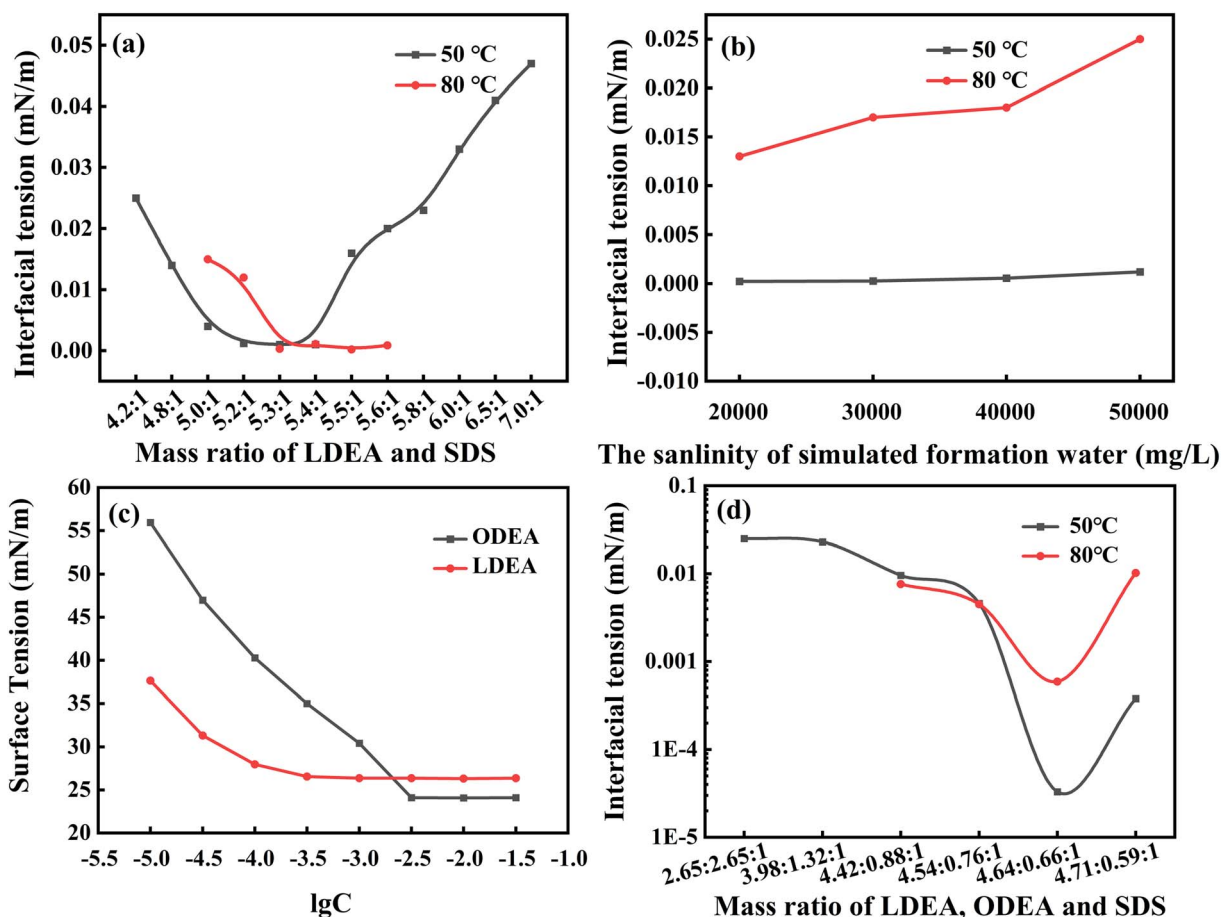 (a)
50 °C
80 °C
Interfacial tension (mN/m)
0.05
0.04
0.03
0.02
0.01
0.00
4.2:1
4.8:1
5.0:1
5.2:1
5.3:1
5.4:1
5.5:1
5.6:1
5.8:1
6.0:1
6.5:1
7.0:1
Mass ratio of LDEA and SDS
(b)
50 °C
80 °C
Interfacial tension (mN/m)
0.025
0.020
0.015
0.010
0.005
0.000
-0.005
-0.010
20000
30000
40000
50000
The sanlinity of simulated formation water (mg/L)
(c)
ODEA
LDEA
Surface Tension (mN/m)
60
55
50
45
40
35
30
25
20
-5.5
-5.0
-4.5
-4.0
-3.5
-3.0
-2.5
-2.0
-1.5
-1.0
lgC
(d)
50°C
80°C
Interfacial tension (mN/m)
0.1
0.01
0.001
1E-4
1E-5
2.65:2.65:1
3.98:1.32:1
4.42:0.88:1
4.54:0.76:1
4.64:0.66:1
4.71:0.59:1
Mass ratio of LDEA, ODEA and SDS